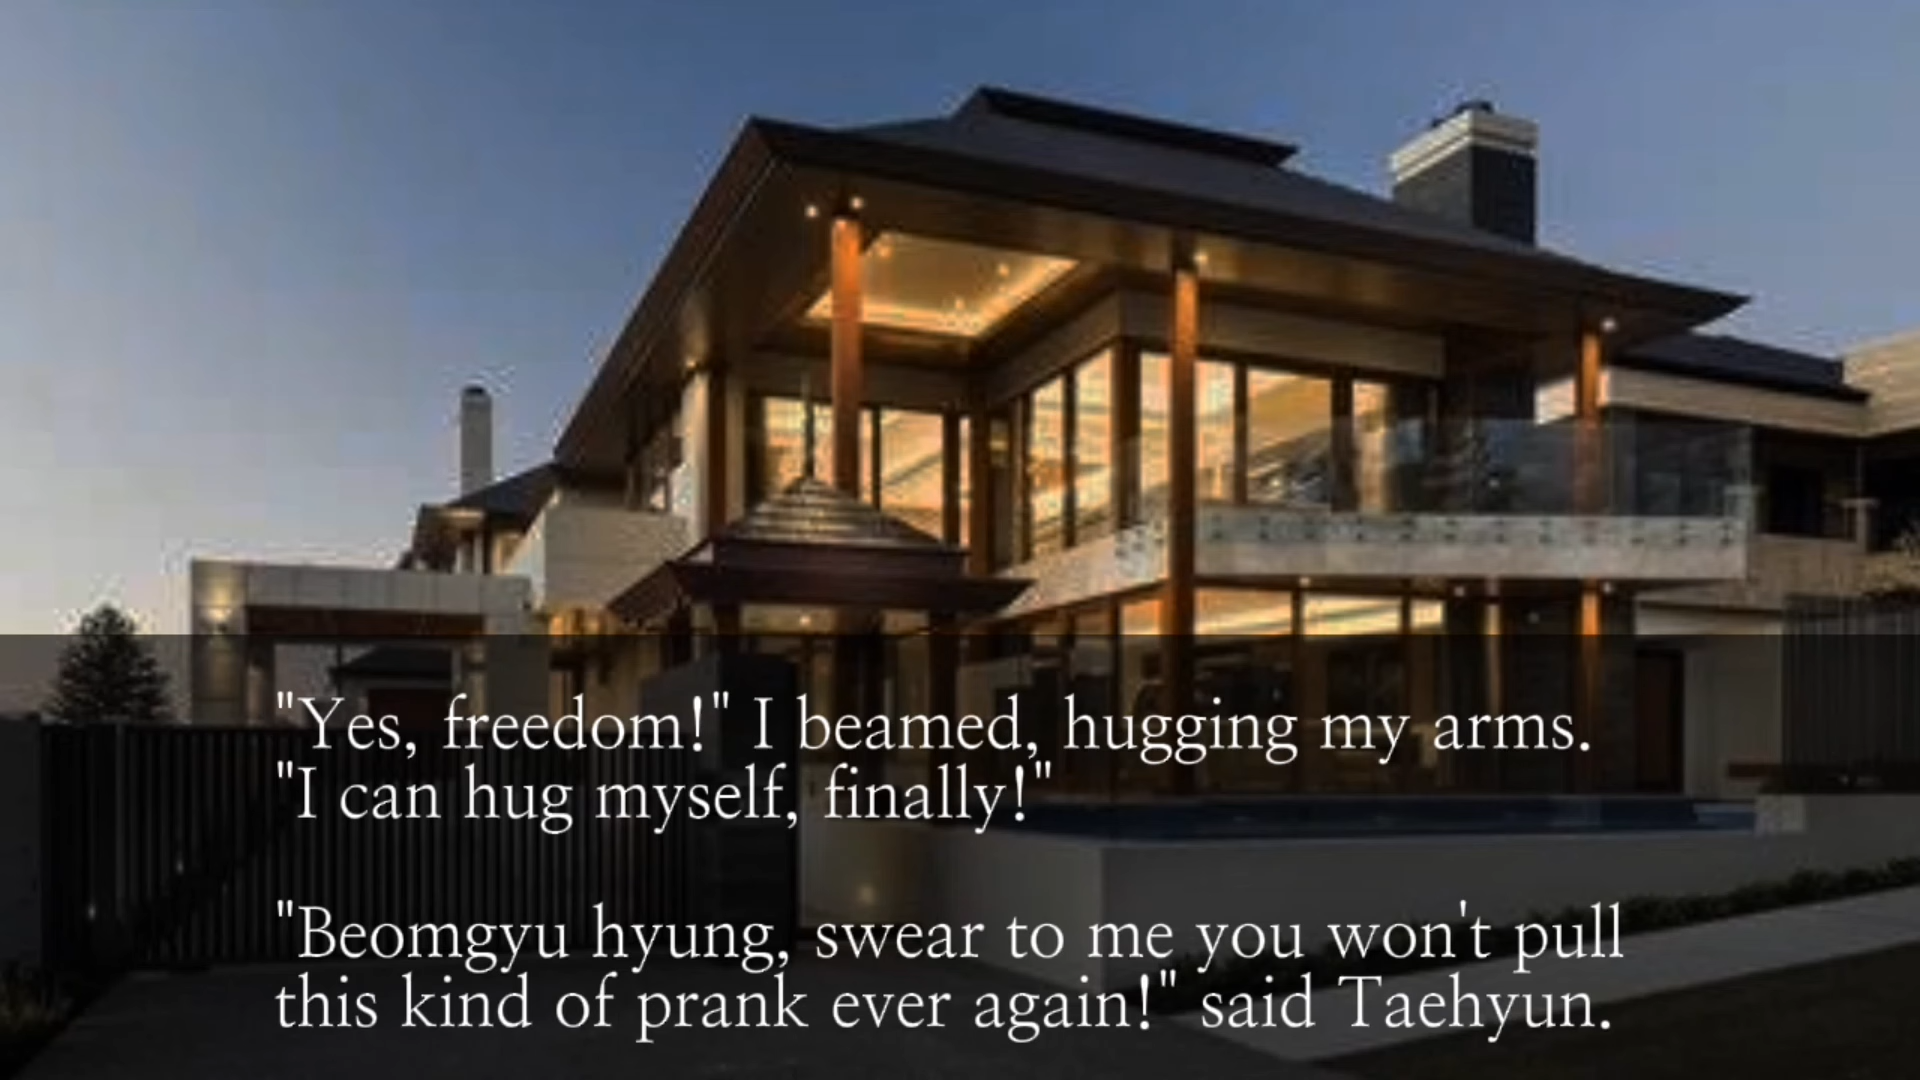 "Yes, freedom!" I beamed, hugging my arms.
"I can hug myself, finally!"
"Beomgyu hyung, swear to me you won't pull
this kind of prank ever again!" said Taehyun.